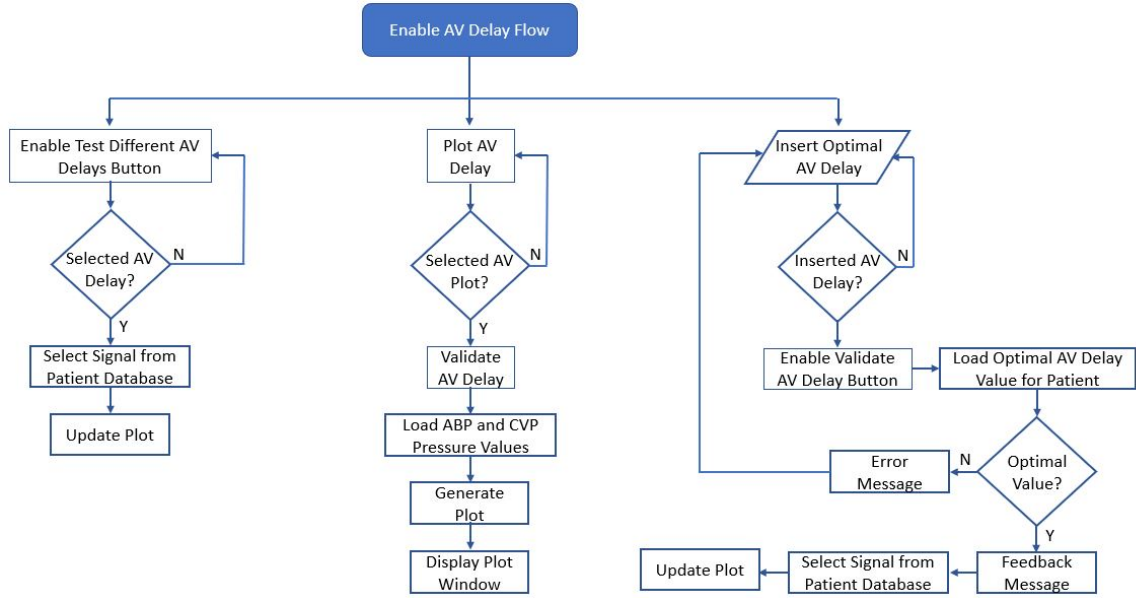 Enable AV Delay Flow
Enable Test Different AV
Delays Button
Selected AV
Delay?
N
Y
Select Signal from
Patient Database
Update Plot
Plot AV
Delay
Selected AV
Plot?
N
Y
Validate
AV Delay
Load ABP and CVP
Pressure Values
Generate
Plot
Display Plot
Window
Insert Optimal
AV Delay
Inserted AV
Delay?
N
Y
Enable Validate
AV Delay Button
Load Optimal AV Delay
Value for Patient
Optimal
Value?
N
Error
Message
Y
Feedback
Message
Select Signal from
Patient Database
Update Plot